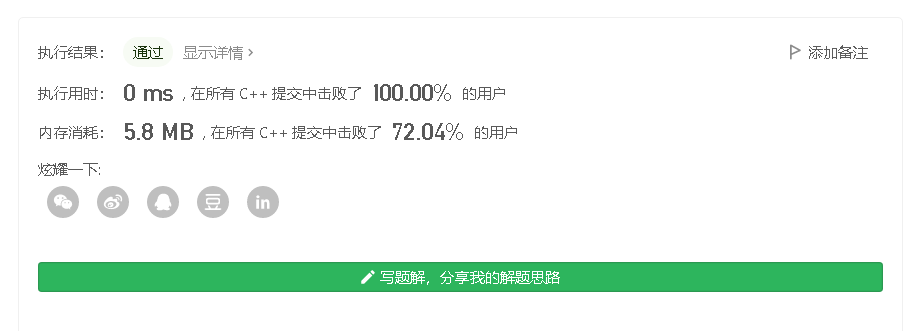 执行结果: 通过 显示详情 > 添加备注
执行用时: 0 ms , 在所有 C++ 提交中击败了 100.00% 的用户
内存消耗: 5.8 MB , 在所有 C++ 提交中击败了 72.04% 的用户
炫耀一下:
豆 in
写题解, 分享我的解题思路